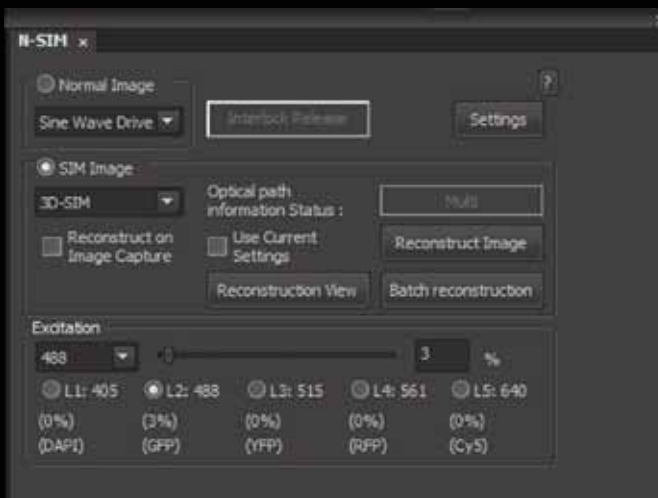 N-SIM x
Normal Image
?
Sine Wave Drive
Interlock Release
Settings
SIM Image
3D-SIM
Optical path
information Status :
Multi
Reconstruct on
Image Capture
Use Current
Settings
Reconstruct Image
Reconstruction View
Batch reconstruction
Excitation
488
3
%
L1: 405
L2: 488
L3: 515
L4: 561
L5: 640
(0%)
(3%)
(0%)
(0%)
(0%)
(DAPI)
(GFP)
(YFP)
(RFP)
(Cy5)